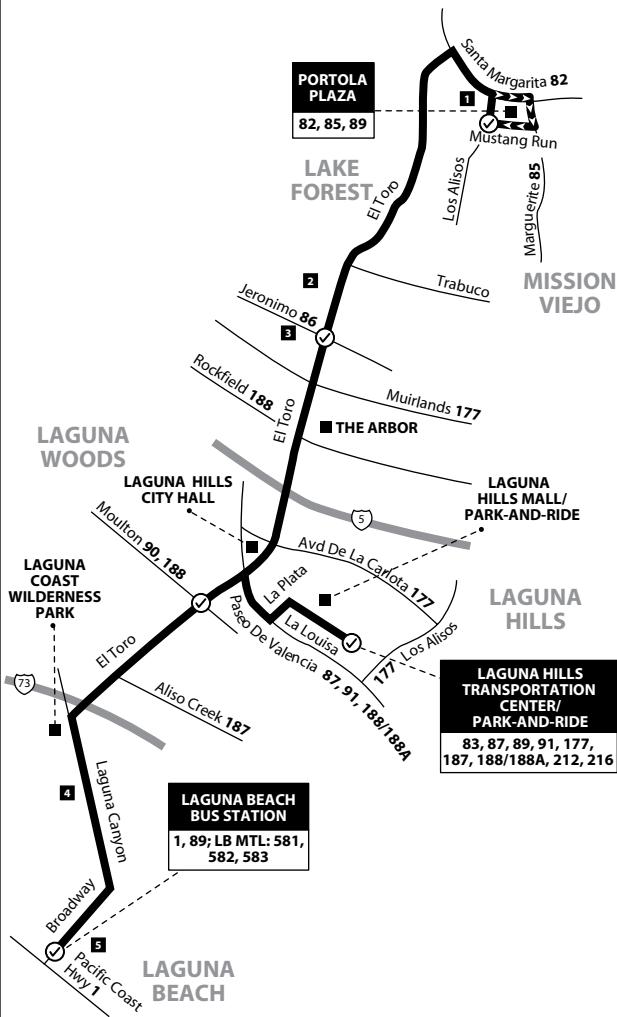 Santa Margarita 82
PORTOLA
PLAZA
82, 85, 89
1
Mustang Run
LAKE
FOREST
El Toro
Los Alisos
Marguerite 85
MISSION
VIEJO
2
Trabuco
Jeronimo 86
3
Rockfield 188
Muirlands 177
El Toro
THE ARBOR
LAGUNA
WOODS
LAGUNA HILLS
CITY HALL
5
LAGUNA
HILLS MALL/
PARK-AND-RIDE
Moulton 90, 188
Avd De La Carlota 177
LAGUNA
COAST
WILDERNESS
PARK
La Plata
LAGUNA
HILLS
La Louisa
Paseo De Valencia 87, 91, 188/188A
177 Los Alisos
El Toro
73
Aliso Creek 187
LAGUNA HILLS
TRANSPORTATION
CENTER/
PARK-AND-RIDE
83, 87, 89, 91, 177,
187, 188/188A, 212, 216
4
Laguna Canyon
LAGUNA BEACH
BUS STATION
1, 89; LB MTL: 581,
582, 583
Broadway
5
Pacific Coast
Hwy 1
LAGUNA
BEACH